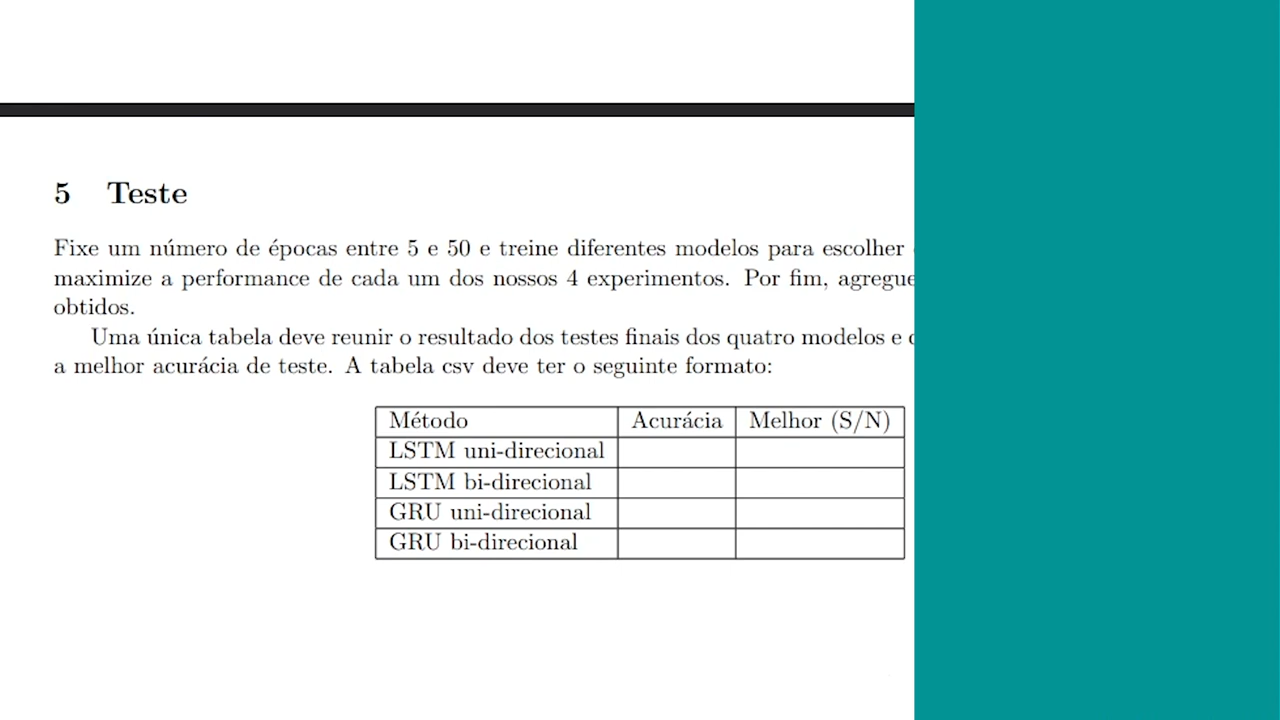 5 Teste
Fixe um número de épocas entre 5 e 50 e treine diferentes modelos para escolher
maximize a performance de cada um dos nossos 4 experimentos. Por fim, agregue
obtidos.
Uma única tabela deve reunir o resultado dos testes finais dos quatro modelos e
a melhor acurácia de teste. A tabela csv deve ter o seguinte formato:
Método Acurácia Melhor (S/N)
LSTM uni-direcional
LSTM bi-direcional
GRU uni-direcional
GRU bi-direcional